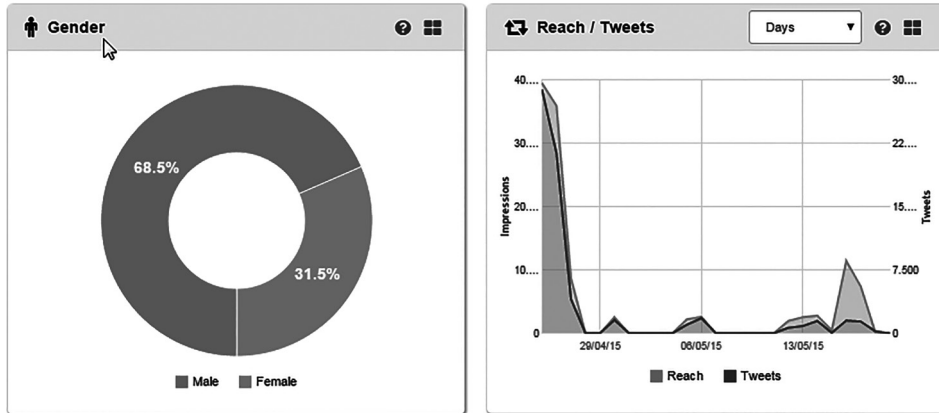 Gender
68.5%
31.5%
Male Female
Reach / Tweets Days
40....
30....
20....
10....
0
Impressions
30....
22....
15....
7.500
0
Tweets
29/04/15 06/05/15 13/05/15
Reach Tweets